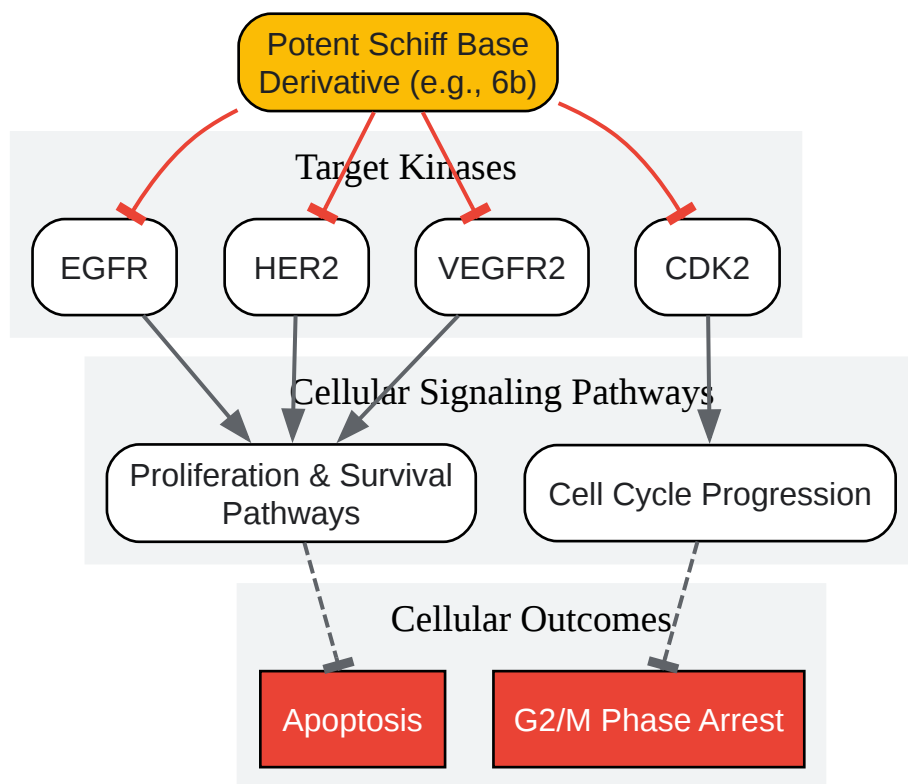 Potent Schiff Base
Derivative (e.g., 6b)
Target Kinases
EGFR
HER2
VEGFR2
CDK2
Cellular Signaling Pathways
Proliferation & Survival
Pathways
Cell Cycle Progression
Cellular Outcomes
Apoptosis
G2/M Phase Arrest